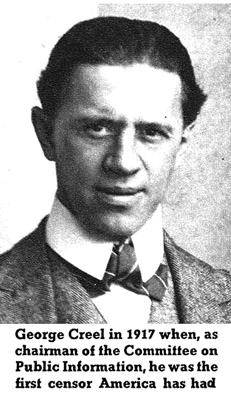 George Creel in 1917 when, as
chairman of the Committee on
Public Information, he was the
first censor America has had